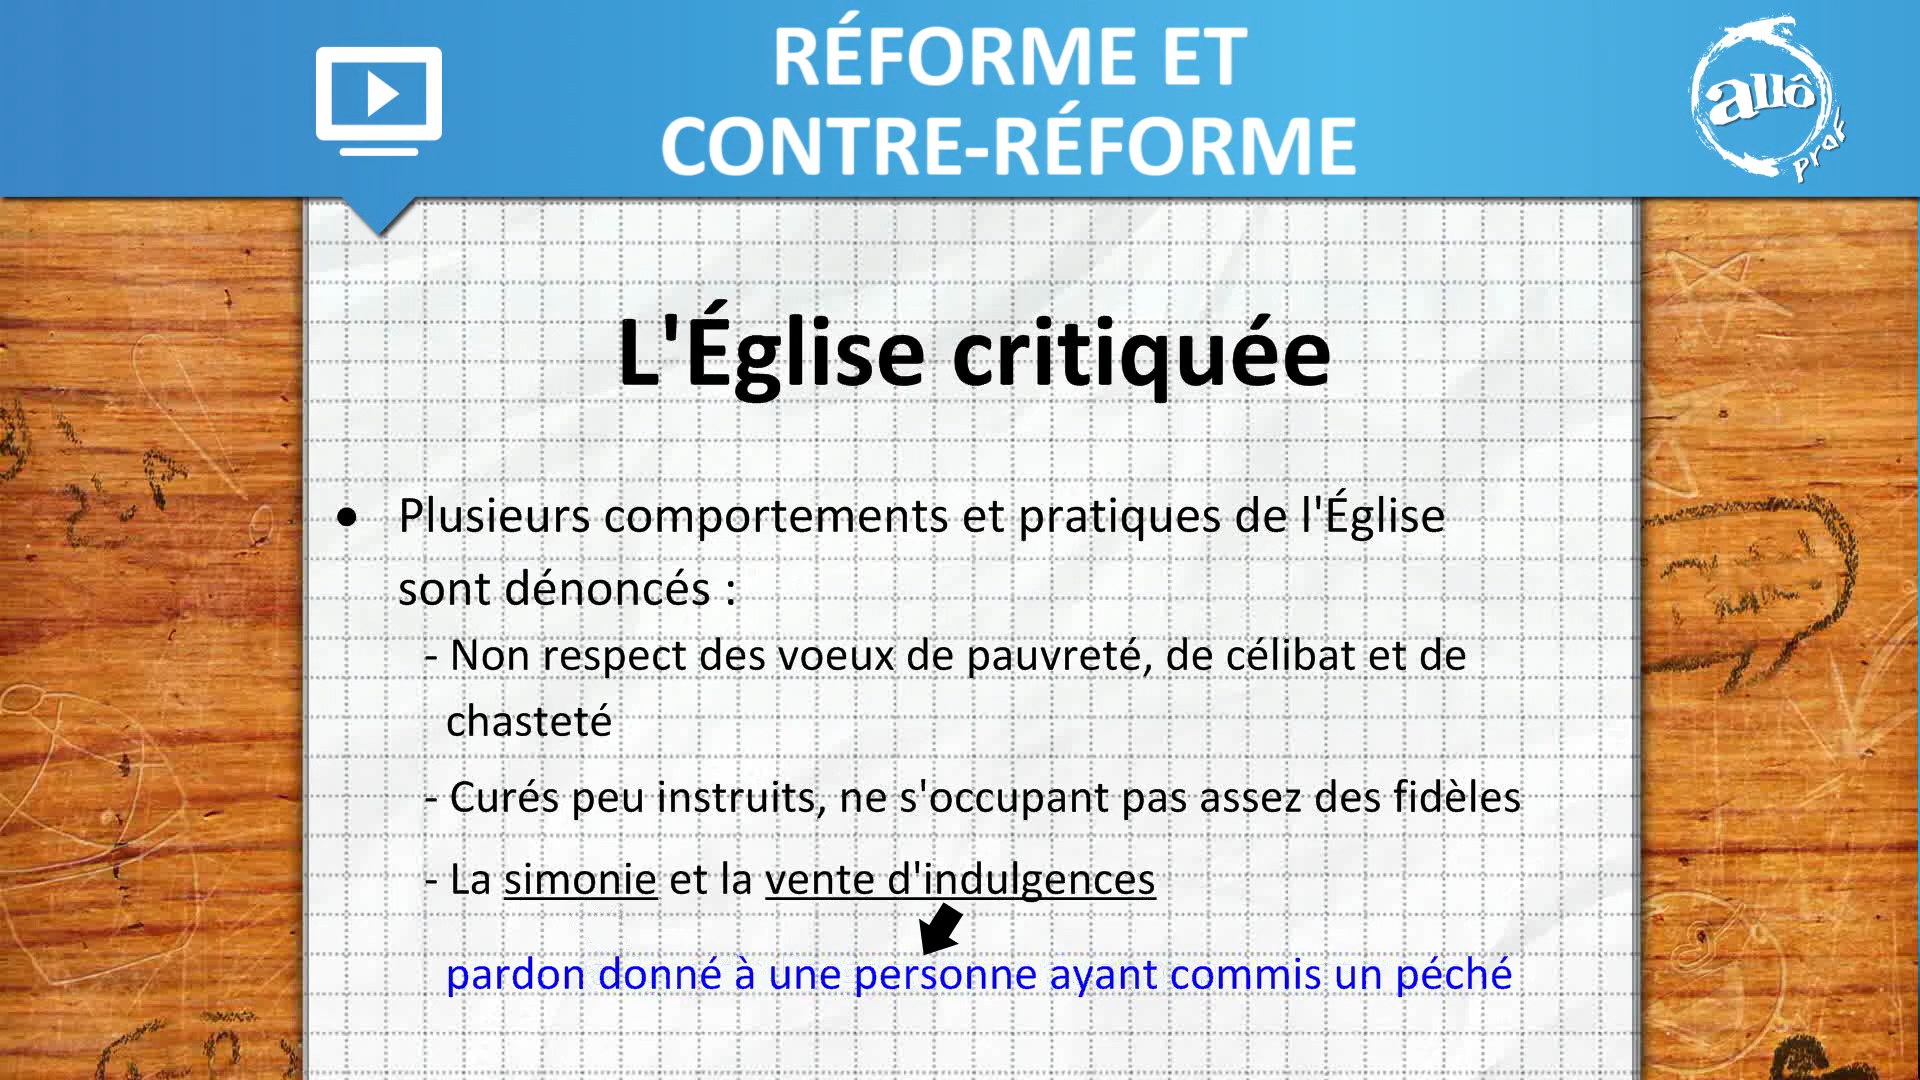 RÉFORME ET
CONTRE-RÉFORME
allô
prof
L'Église critiquée
• Plusieurs comportements et pratiques de l'Église
sont dénoncés :
- Non respect des voeux de pauvreté, de célibat et de
chasteté
- Curés peu instruits, ne s'occupant pas assez des fidèles
- La simonie et la vente d'indulgences
pardon donné à une personne ayant commis un péché